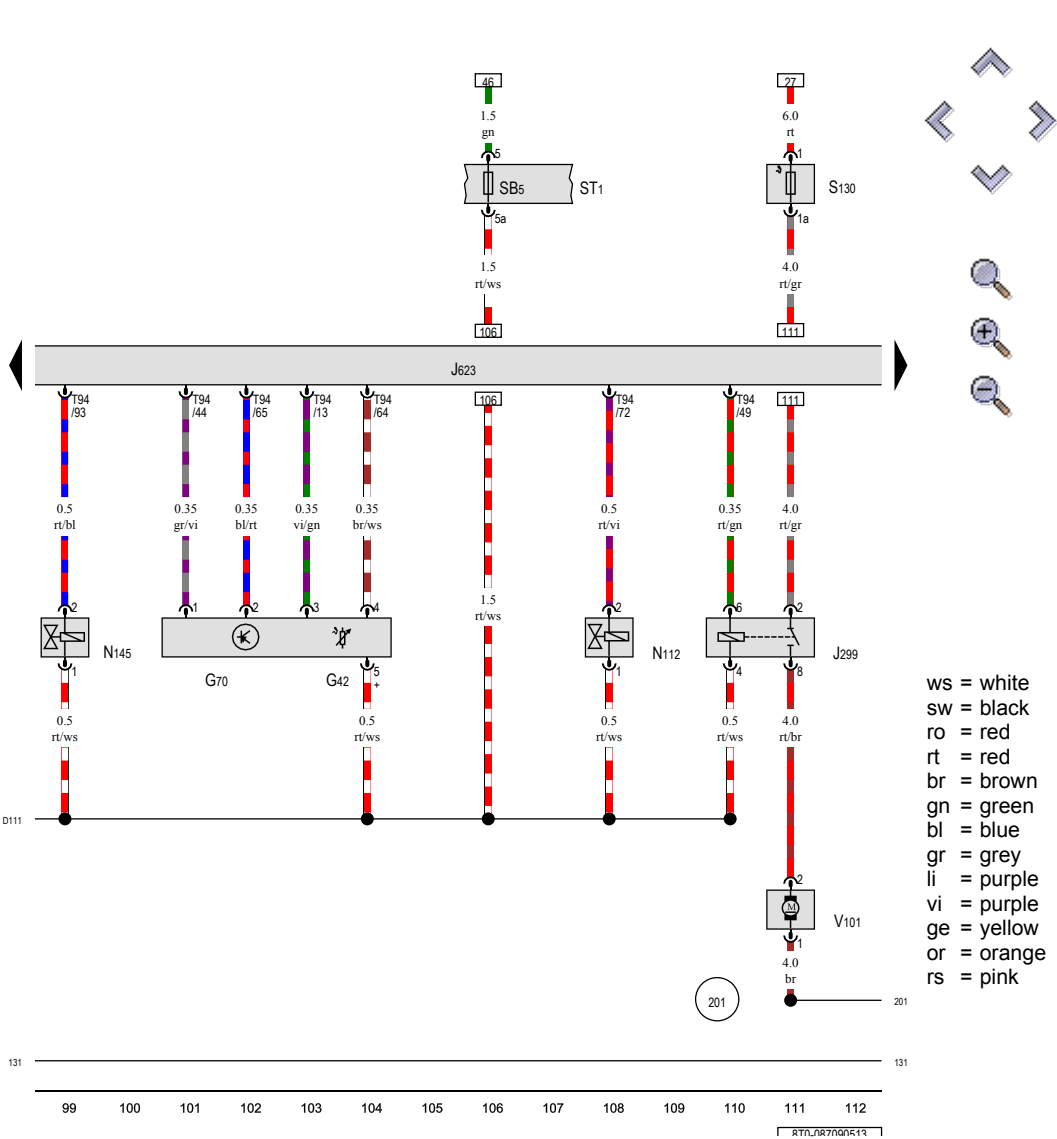 46 27
1.5 6.0
gn rt
5 1
SB5 ST1 S130
5a 1a
1.5 4.0
rt/ws rt/gr
106 111
J623
T94 T94 T94 T94 T94 106 T94 T94 111
/93 /44 /65 /13 /64 /72 /49
0.5 0.35 0.35 0.35 0.35 0.5 0.35 4.0
rt/bl gr/vi bl/rt vi/gn br/ws rt/vi rt/gn rt/gr
1.5
rt/ws
2 1 2 3 4 2 6 2
N145 G70 G42 N112 J299
1 5 1 4 8
+
0.5 0.5 0.5 0.5 4.0
rt/ws rt/ws rt/ws rt/ws rt/br
D111
2
M
V101
1
4.0
br
201 201
131 131
99 100 101 102 103 104 105 106 107 108 109 110 111 112
8T0-087090513
ws = white
sw = black
ro = red
rt = red
br = brown
gn = green
bl = blue
gr = grey
li = purple
vi = purple
ge = yellow
or = orange
rs = pink